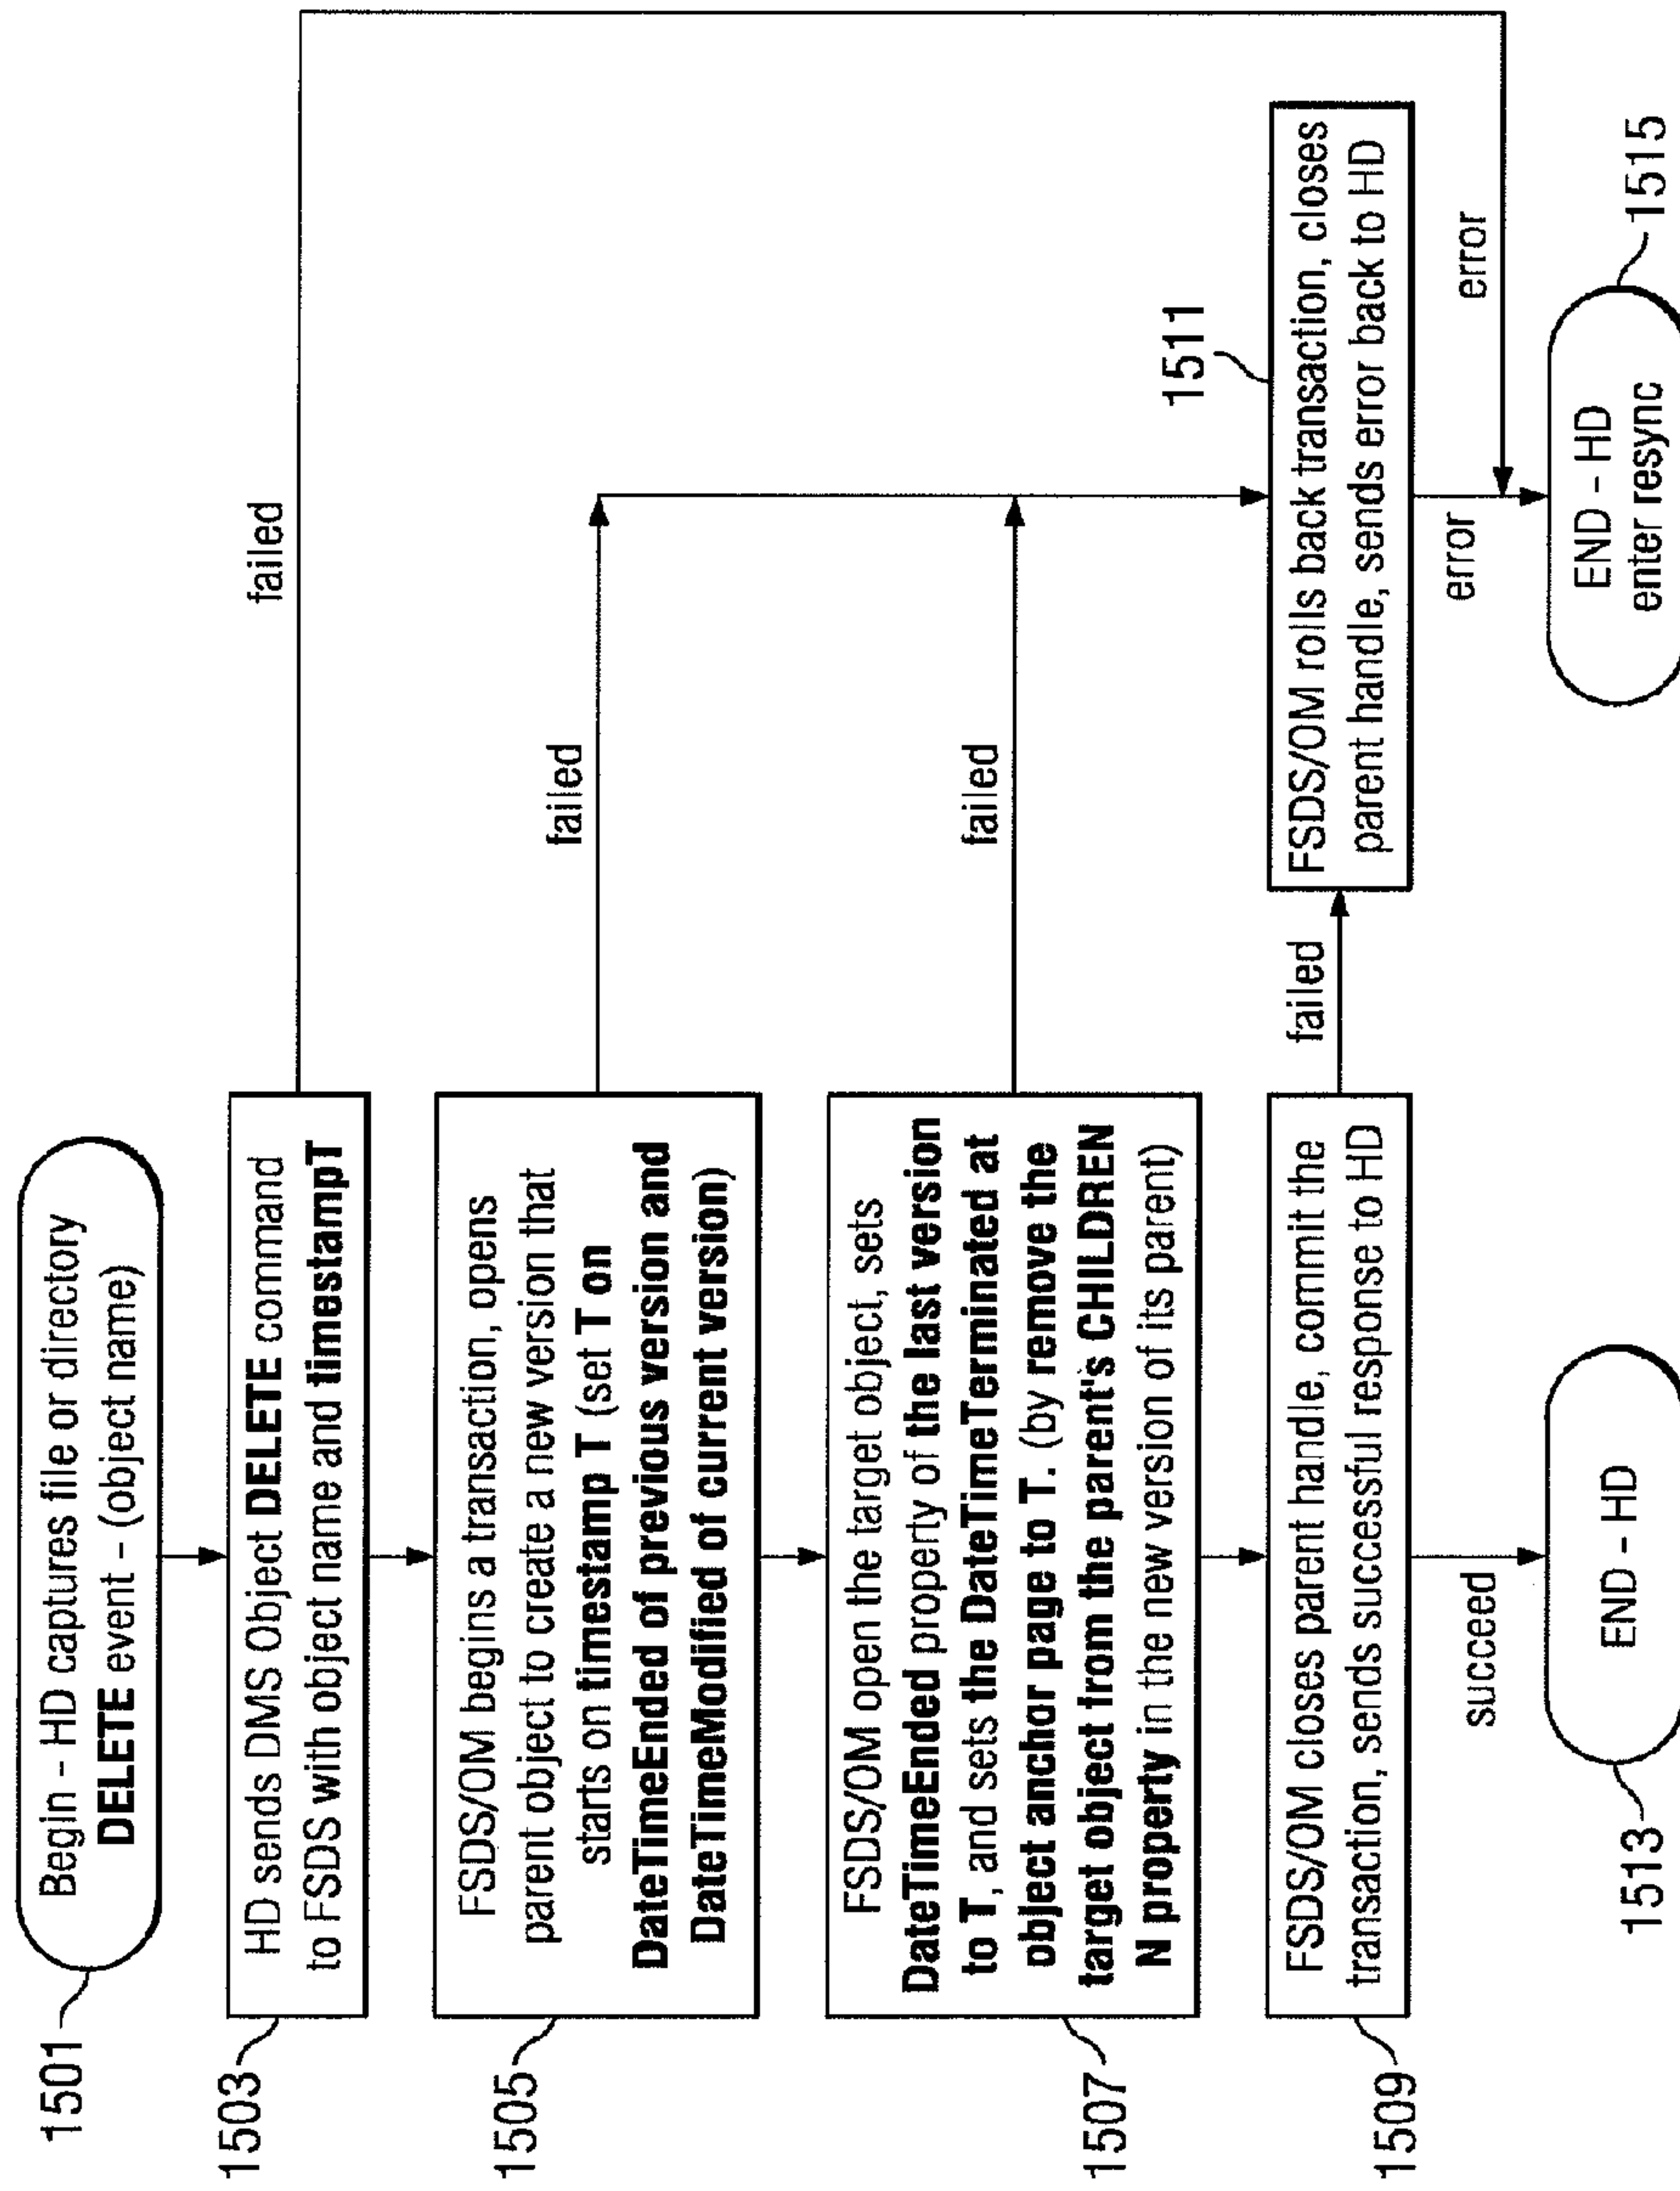 1501
Begin - HD captures file or directory
DELETE event - (object name)
1503
HD sends DMS Object DELETE command
to FSDS with object name and timestampT
failed
1505
FSDS/OM begins a transaction, opens
parent object to create a new version that
starts on timestamp T (set T on
DateTimeEnded of previous version and
DateTimeModified of current version)
failed
1507
FSDS/OM open the target object, sets
DateTimeEnded property of the last version
to T, and sets the DateTimeTerminated at
object anchor page to T. (by remove the
target object from the parent's CHILDREN
N property in the new version of its parent)
failed
1509
FSDS/OM closes parent handle, commit the
transaction, sends successful response to HD
failed
1511
FSDS/OM rolls back transaction, closes
parent handle, sends error back to HD
succeed
error
error
1513
END - HD
END - HD
enter resync
1515